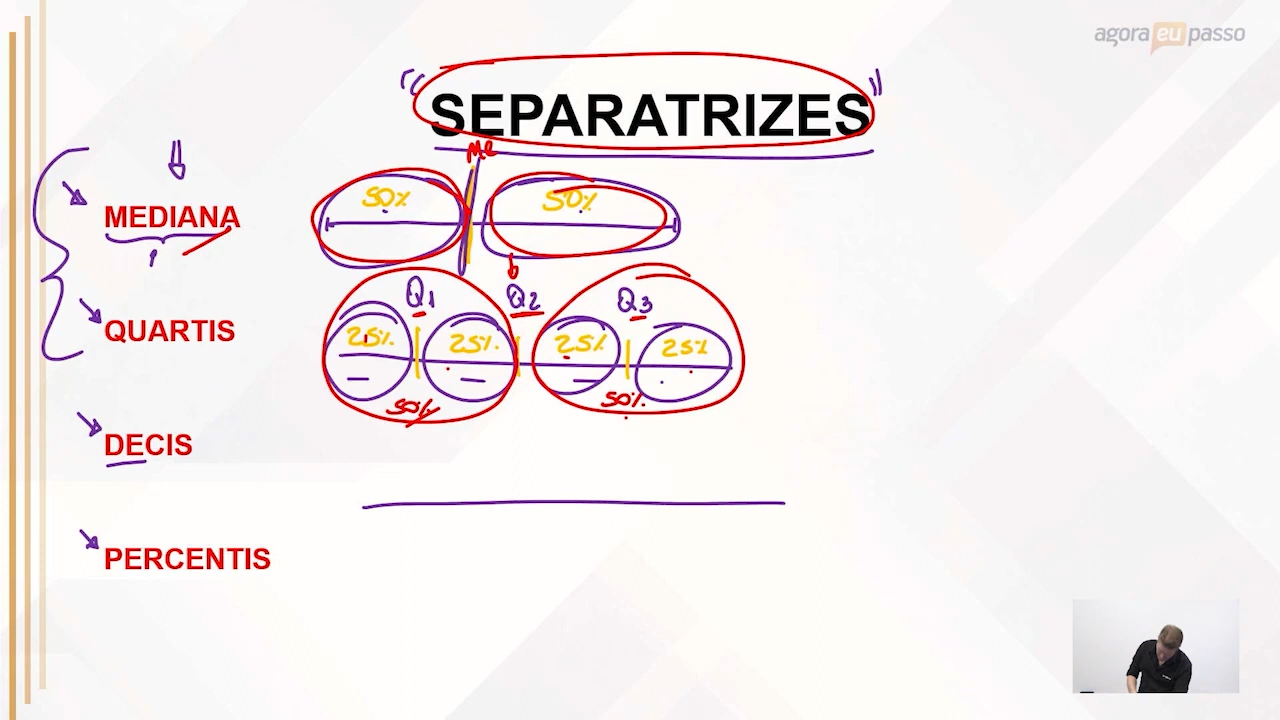 agora eu passo
SEPARATRIZES
Me
50% 50%
MEDIANA
Q1 Q2 Q3
25% 25% 25% 25%
QUARTIS
50% 50%
DECIS
PERCENTIS